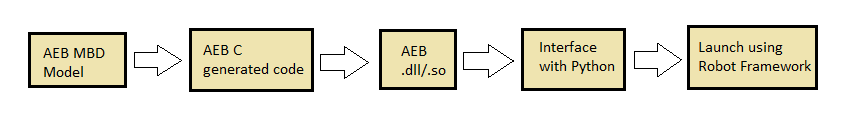 AEB MBD
Model
AEB C
generated code
AEB
.dll/.so
Interface
with Python
Launch using
Robot Framework